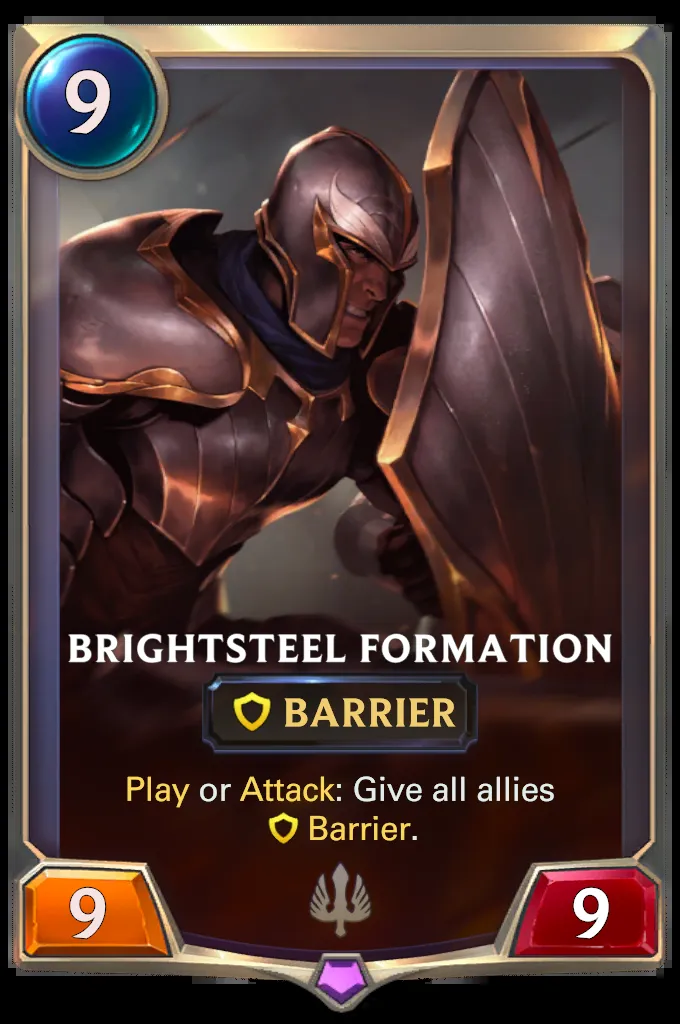 9
BRIGHTSTEEL FORMATION
BARRIER
Play or Attack: Give all allies
Barrier.
9 9